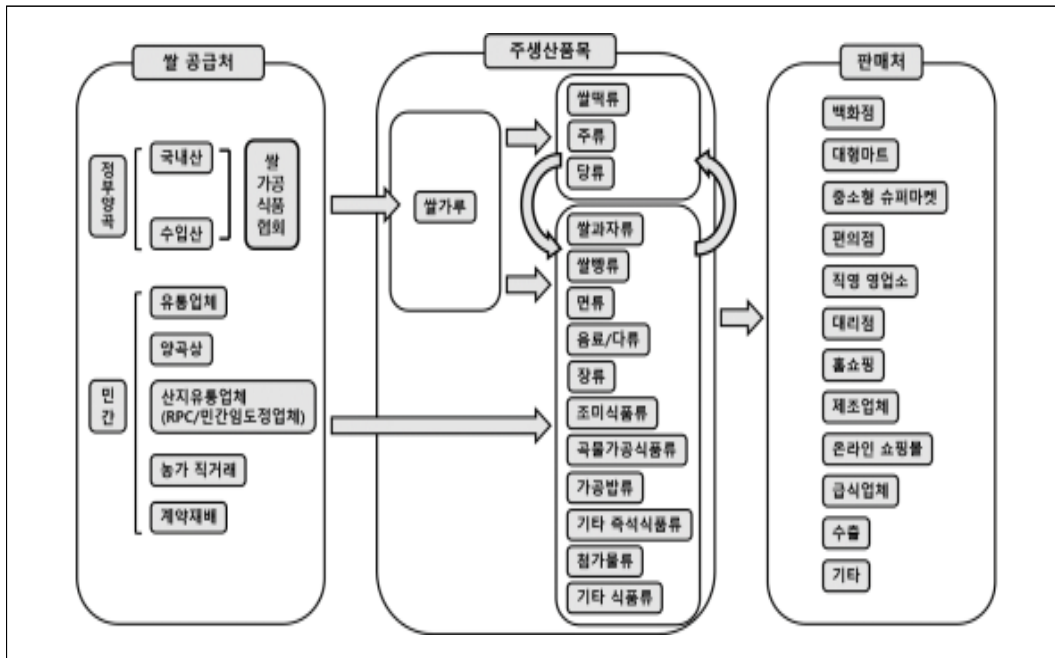 쌀 공급처
정부양곡
국내산
수입산
쌀
가공
식품
협회
민간
유통업체
양곡상
산지유통업체
(RPC/민간임도정업체)
농가 직거래
계약재배
주생산품목
쌀가루
쌀떡류
주류
당류
쌀과자류
쌀빵류
면류
음료/다류
장류
조미식품류
곡물가공식품류
가공밥류
기타 즉석식품류
첨가물류
기타 식품류
판매처
백화점
대형마트
중소형 슈퍼마켓
편의점
직영 영업소
대리점
홈쇼핑
제조업체
온라인 쇼핑몰
급식업체
수출
기타